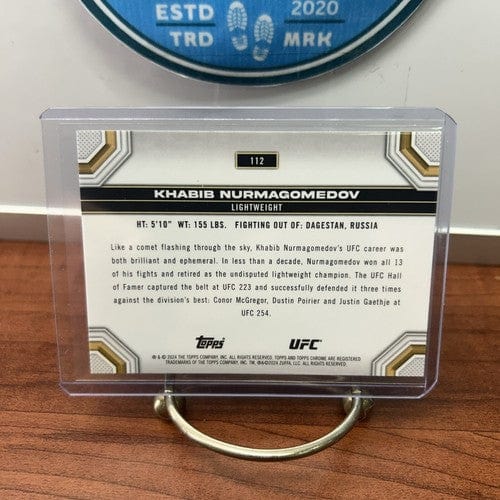 ESTD 2020
TRD MRK
112
KHABIB NURMAGOMEDOV
LIGHTWEIGHT
HT: 5'10" WT: 155 LBS. FIGHTING OUT OF: DAGESTAN, RUSSIA
Like a comet flashing through the sky, Khabib Nurmagomedov's UFC career was
both brilliant and ephemeral. In less than a decade, Nurmagomedov won all 13
of his fights and retired as the undisputed lightweight champion. The UFC Hall
of Famer captured the belt at UFC 223 and successfully defended it three times
against the division's best: Conor McGregor, Dustin Poirier and Justin Gaethje at
UFC 254.
Topps UFC
® & © 2024 THE TOPPS COMPANY, INC. ALL RIGHTS RESERVED. TOPPS AND TOPPS CHROME ARE REGISTERED
TRADEMARKS OF THE TOPPS COMPANY, INC. TM, ®&©2024 ZUFFA, LLC. ALL RIGHTS RESERVED.